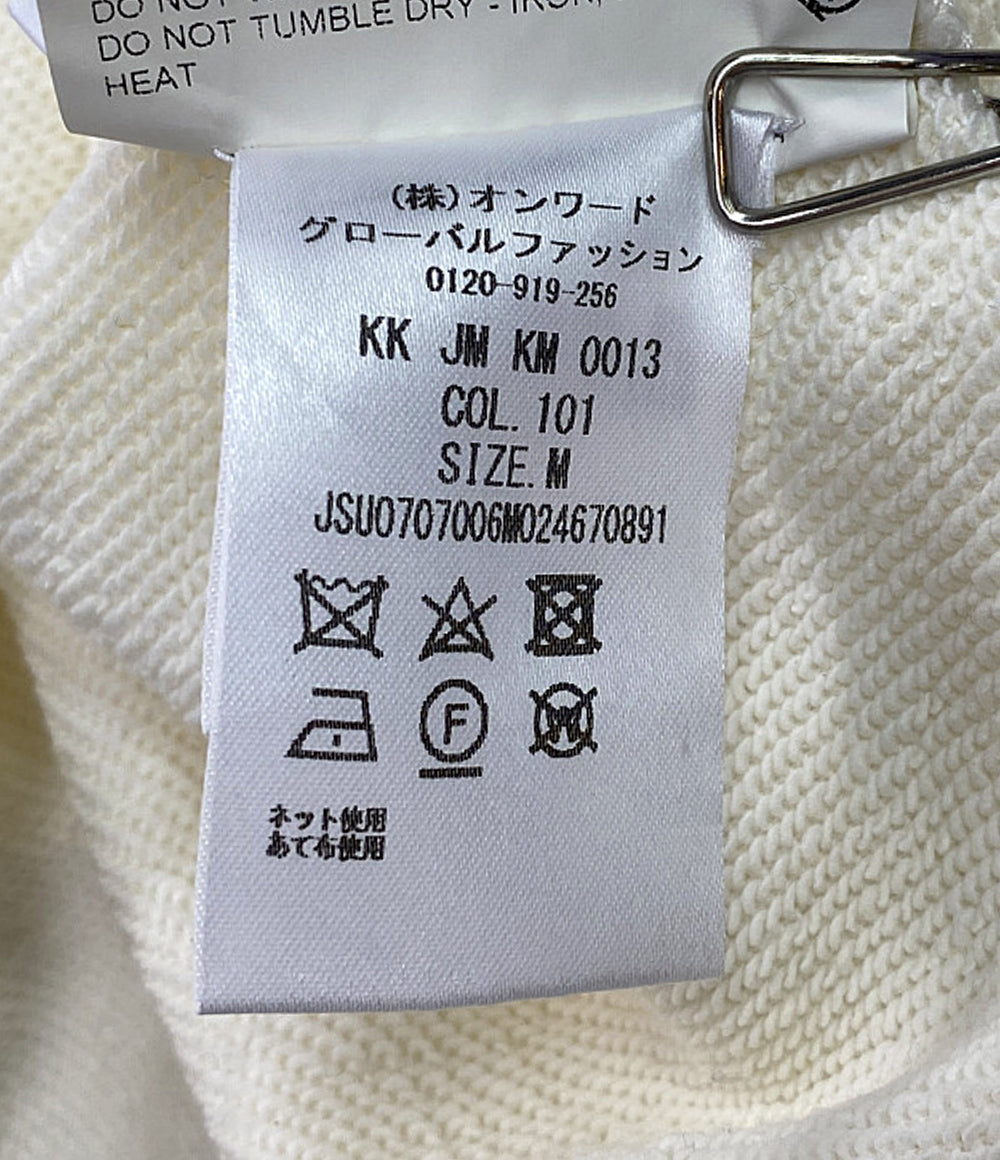 DO NOT
DO NOT TUMBLE DRY - IRON,
HEAT
(株)オンワード
グローバルファッション
0120-919-256
KK JM KM 0013
COL. 101
SIZE. M
JSU0707006M024670891
F
W
ネット使用
あて布使用